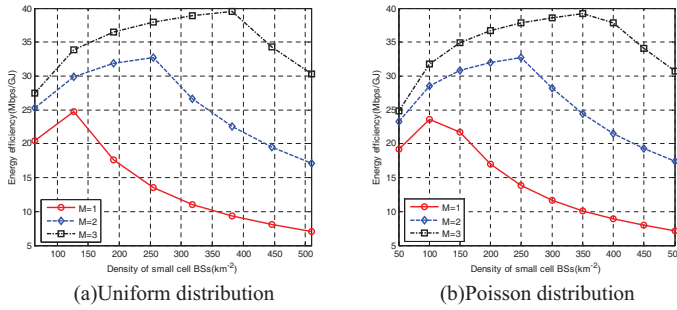 40
35
30
25
20
15
10
5
Energy efficiency(Mbps/GJ)
M=1
M=2
M=3
100 150 200 250 300 350 400 450 500
Density of small cell BSs(km-2)
(a)Uniform distribution
40
35
30
25
20
15
10
5
Energy efficiency(Mbps/GJ)
M=1
M=2
M=3
50 100 150 200 250 300 350 400 450 500
Density of small cell BSs(km-2)
(b)Poisson distribution